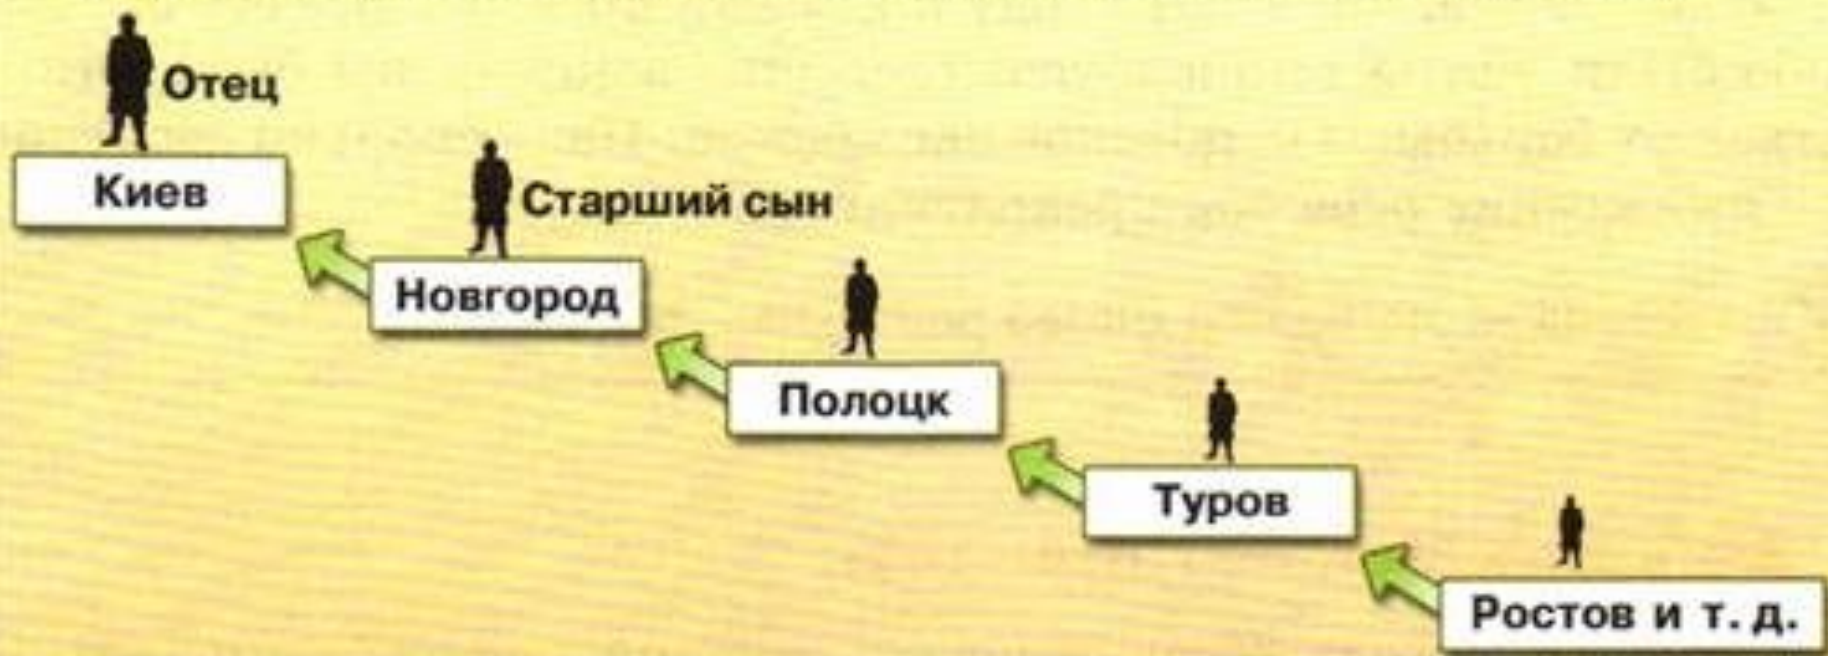 Отец
Киев
Старший сын
Новгород
Полоцк
Туров
Ростов и т. д.